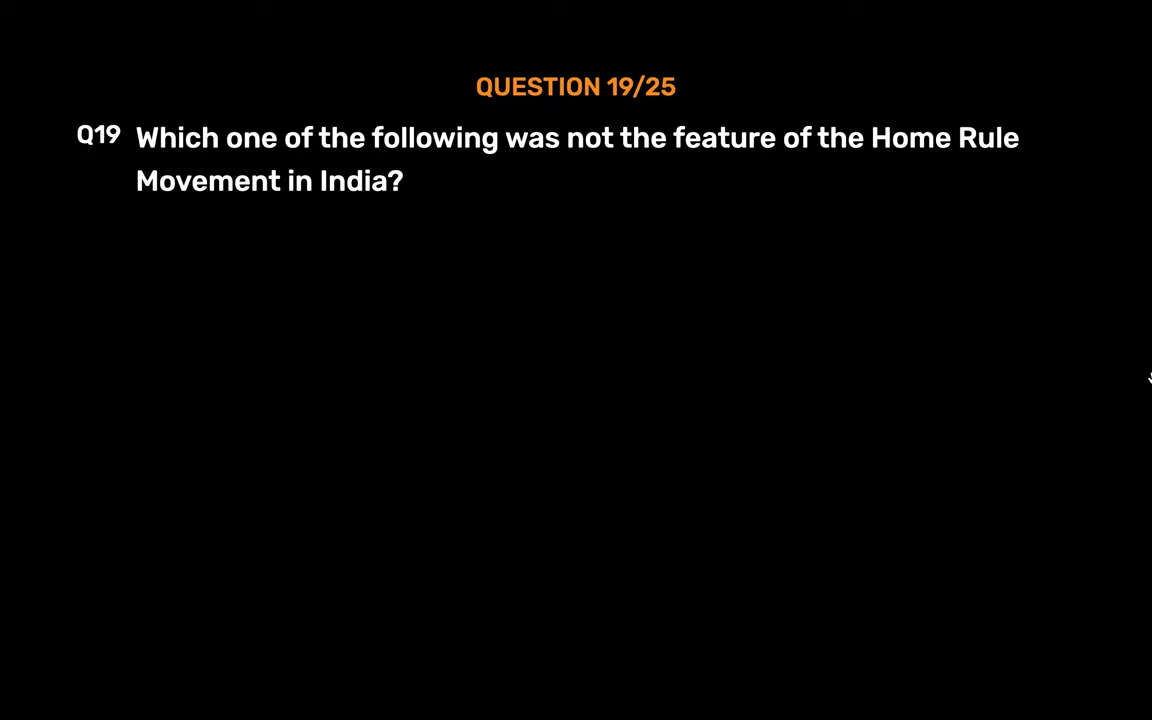 QUESTION 19/25
Q19 Which one of the following was not the feature of the Home Rule
Movement in India?